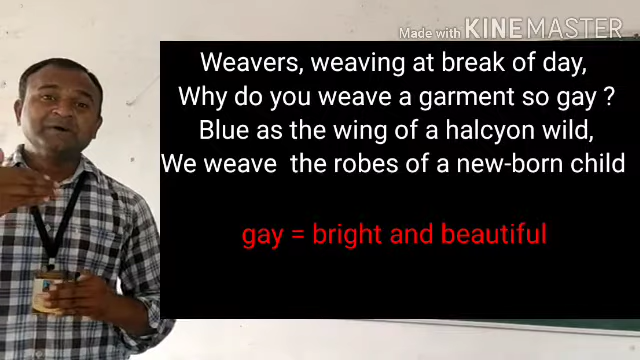 Made with KINEMASTER
Weavers, weaving at break of day,
Why do you weave a garment so gay ?
Blue as the wing of a halcyon wild,
We weave the robes of a new-born child
gay = bright and beautiful